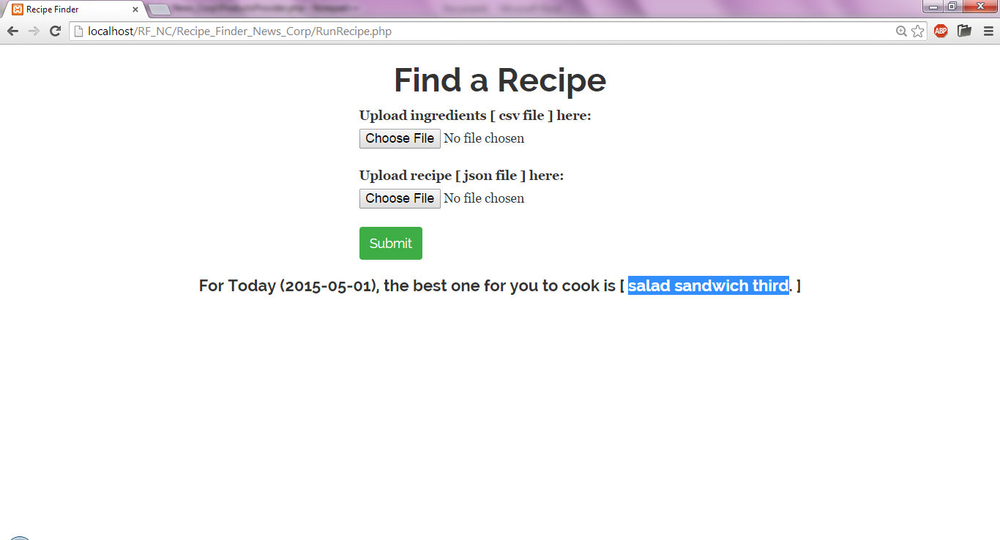 Recipe Finder
localhost/RF_NC/Recipe_Finder_News_Corp/RunRecipe.php
ABP
Find a Recipe
Upload ingredients [ csv file ] here:
Choose File No file chosen
Upload recipe [ json file ] here:
Choose File No file chosen
Submit
For Today (2015-05-01), the best one for you to cook is [ salad sandwich third. ]